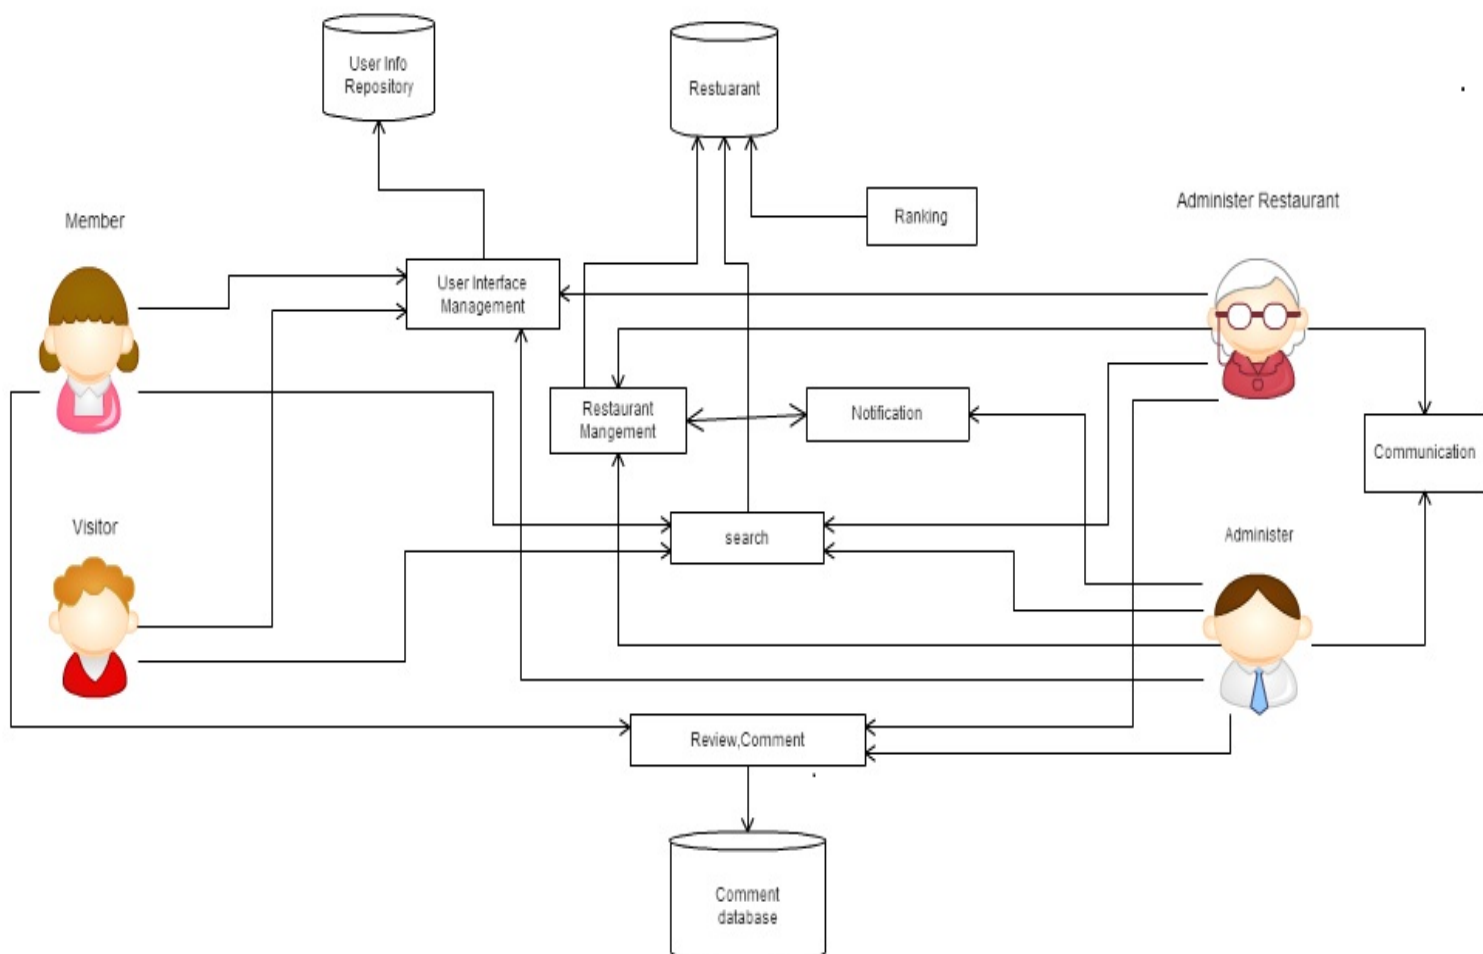 User Info
Repository
Restuarant
Ranking
Administer Restaurant
Member
User Interface
Management
Restaurant
Mangement
Notification
Communication
Visitor
search
Administer
Review,Comment
Comment
database